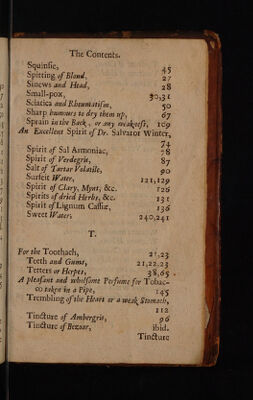 The Contents.
Squinsie, 45
Spitting of Blood, 27
Sinews and Head, 28
Small-pox, 30,31
Sciatica and Rheumatism, 50
Sharp humours to dry them up, 67
Sprain in the Back, or any weakness, 109
An Excellent Spirit of Dr. Salvator Winter,
74
Spirit of Sal Armoniac, 78
Spirit of Verdegris, 87
Salt of Tartar Volatile, 90
Surfeit Water, 121,129
Spirit of Clary, Mynt, &c. 126
Spirits of dried Herbs, &c. 131
Spirit of Lignum Cassiæ, 136
Sweet Water, 240,241
T.
For the Toothach, 21,23
Teeth and Gums, 21,22,23
Tetters or Herpes, 38,65
A pleasant and wholsome Perfume for Tobac-
co taken in a Pipe, 145
Trembling of the Heart or a weak Stomach,
112
Tincture of Ambergris, 96
Tincture of Bezoar, ibid.
Tincture